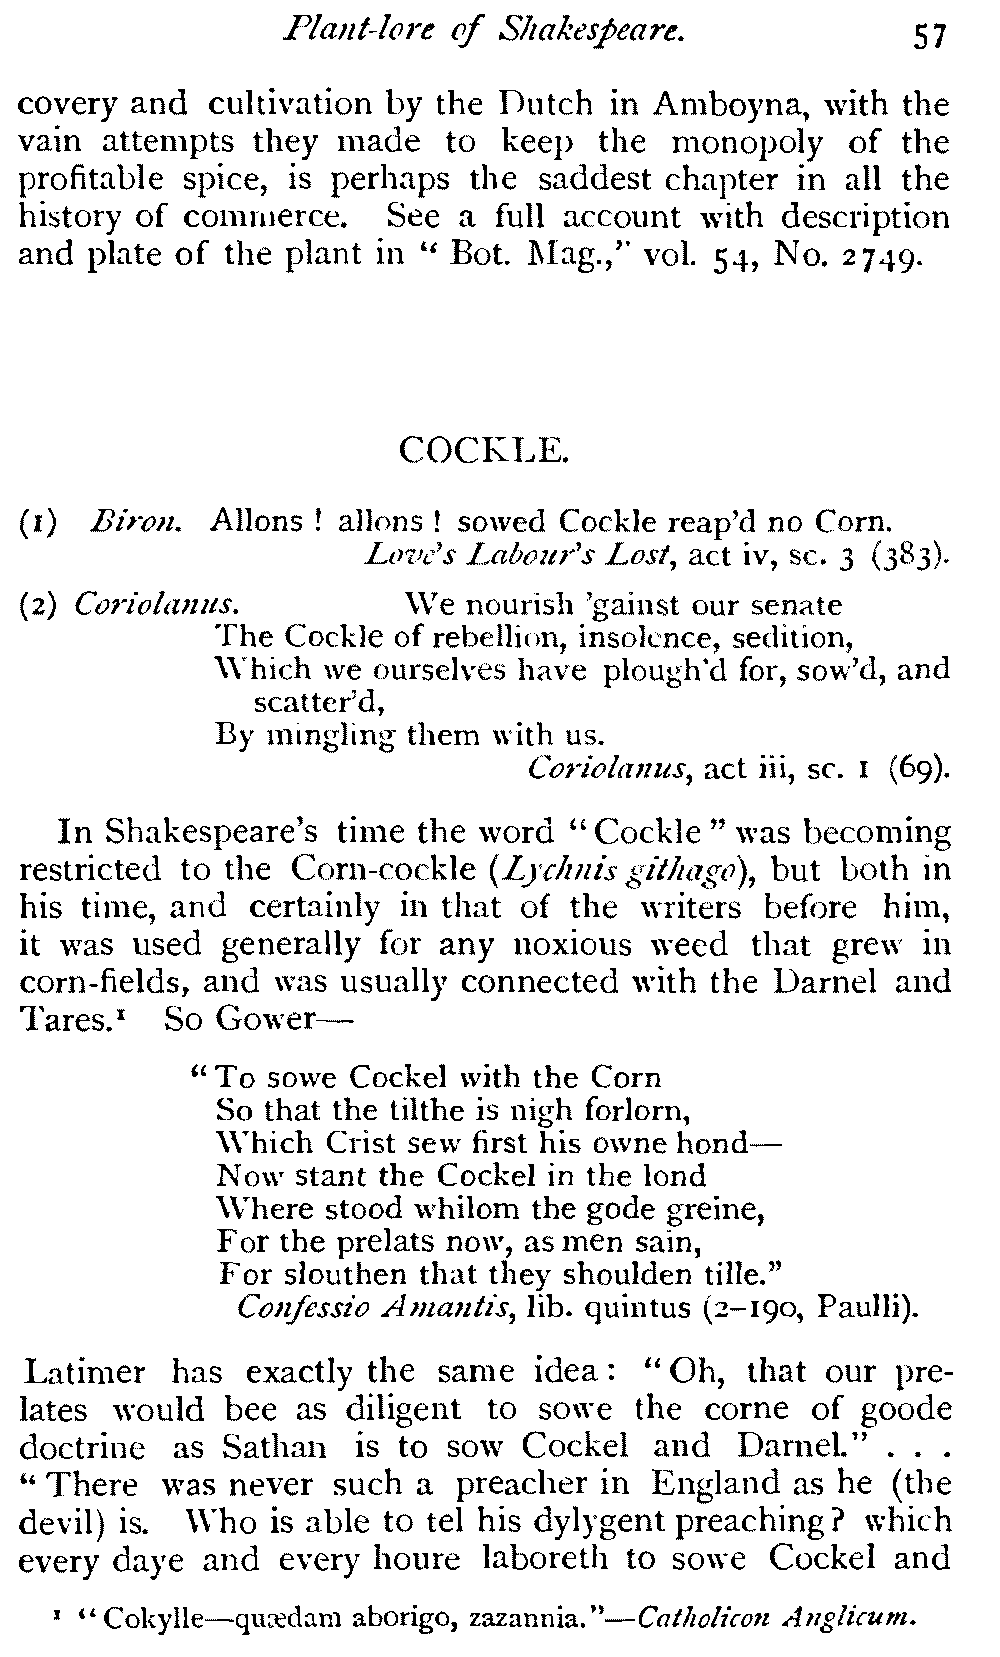 Plant-lore of Shakespeare. 57
covery and cultivation by the Dutch in Amboyna, with the
vain attempts they made to keep the monopoly of the
profitable spice, is perhaps the saddest chapter in all the
history of commerce. See a full account with description
and plate of the plant in “ Bot. Mag.,” vol. 54, No. 2749.
COCKLE.
(1) Biron. Allons ! allons ! sowed Cockle reap’d no Corn.
Love’s Labour’s Lost, act iv, sc. 3 (383).
(2) Coriolanus. We nourish ’gainst our senate
The Cockle of rebellion, insolence, sedition,
Which we ourselves have plough’d for, sow’d, and
scatter’d,
By mingling them with us.
Coriolanus, act iii, sc. 1 (69).
In Shakespeare’s time the word “ Cockle ” was becoming
restricted to the Corn-cockle (Lychnis githago), but both in
his time, and certainly in that of the writers before him,
it was used generally for any noxious weed that grew in
corn-fields, and was usually connected with the Darnel and
Tares.¹ So Gower—
“ To sowe Cockel with the Corn
So that the tilthe is nigh forlorn,
Which Crist sew first his owne hond—
Now stant the Cockel in the lond
Where stood whilom the gode greine,
For the prelats now, as men sain,
For slouthen that they shoulden tille.”
Confessio Amantis, lib. quintus (2–190, Paulli).
Latimer has exactly the same idea : “ Oh, that our pre-
lates would bee as diligent to sowe the corne of goode
doctrine as Sathan is to sow Cockel and Darnel.” . . .
“ There was never such a preacher in England as he (the
devil) is. Who is able to tel his dylygent preaching ? which
every daye and every houre laboreth to sowe Cockel and
¹ “ Cokylle—quædam aborigo, zazannia.”—Catholicon Anglicum.